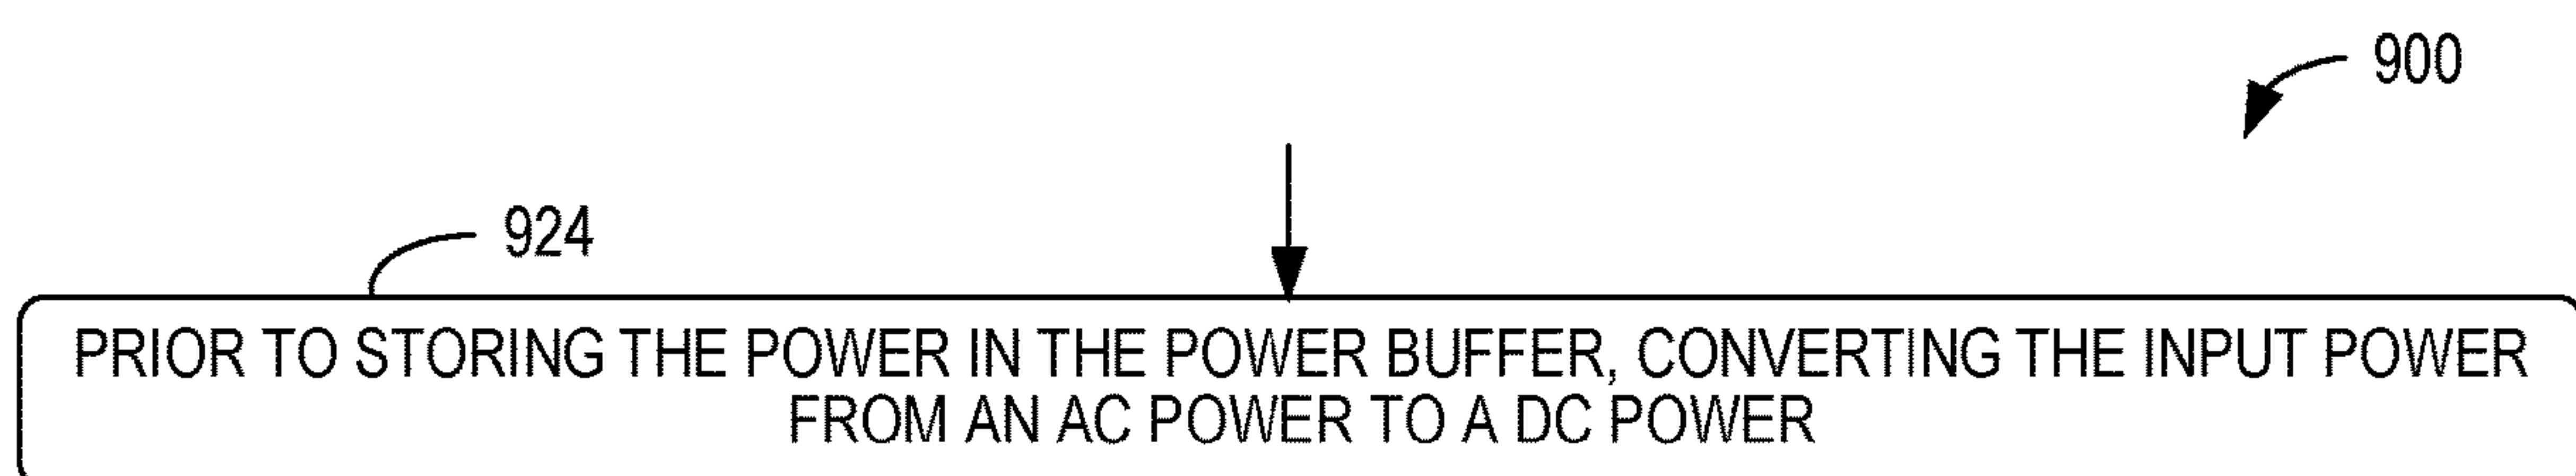 900
924
PRIOR TO STORING THE POWER IN THE POWER BUFFER, CONVERTING THE INPUT POWER
FROM AN AC POWER TO A DC POWER